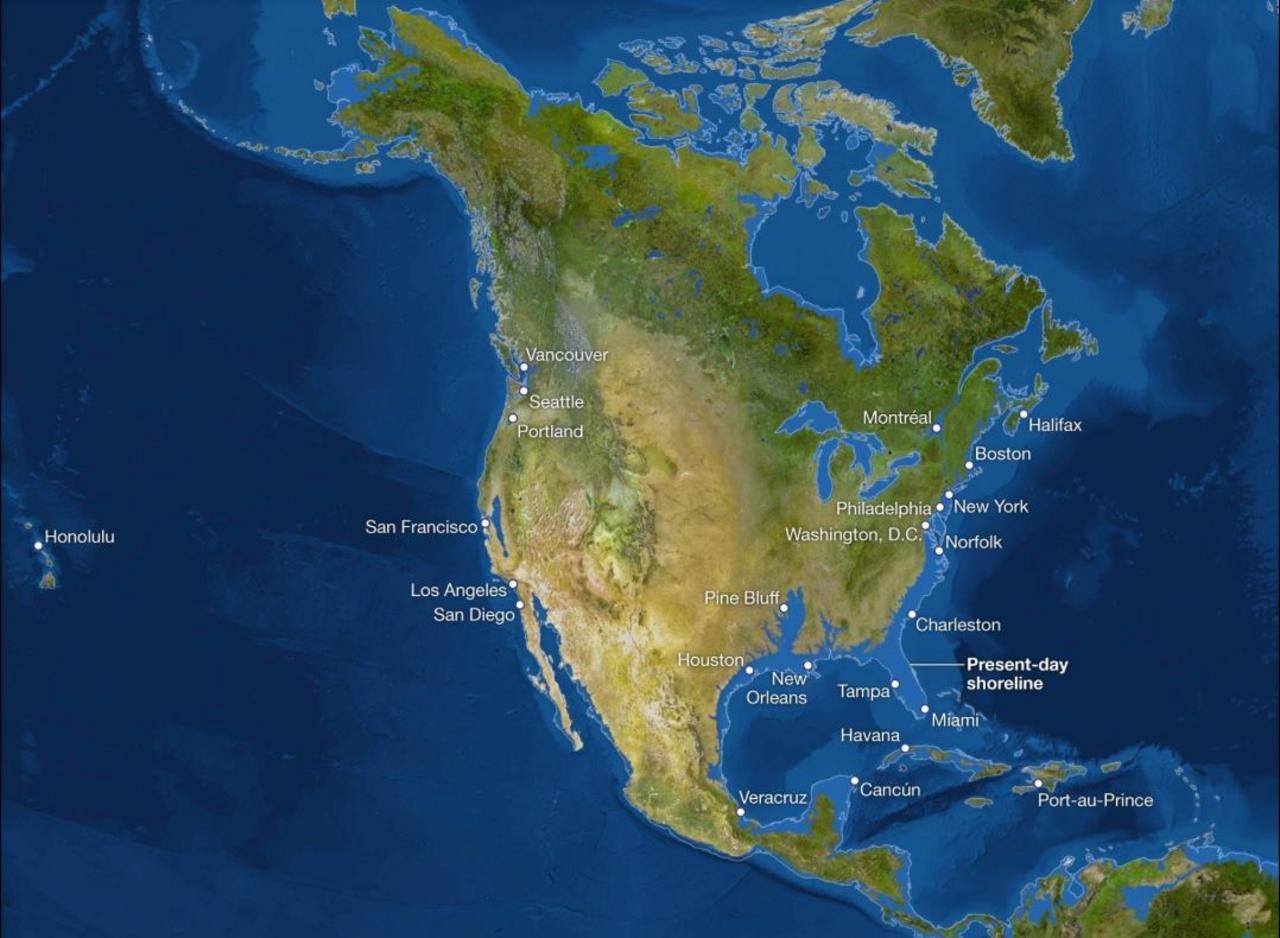 Vancouver
Seattle
Portland
Montréal
Halifax
Boston
Philadelphia
New York
San Francisco
Washington, D.C.
Honolulu
Norfolk
Los Angeles
Pine Bluff
San Diego
Charleston
Houston
Present-day
shoreline
New
Orleans
Tampa
Miami
Havana
Cancún
Veracruz
Port-au-Prince